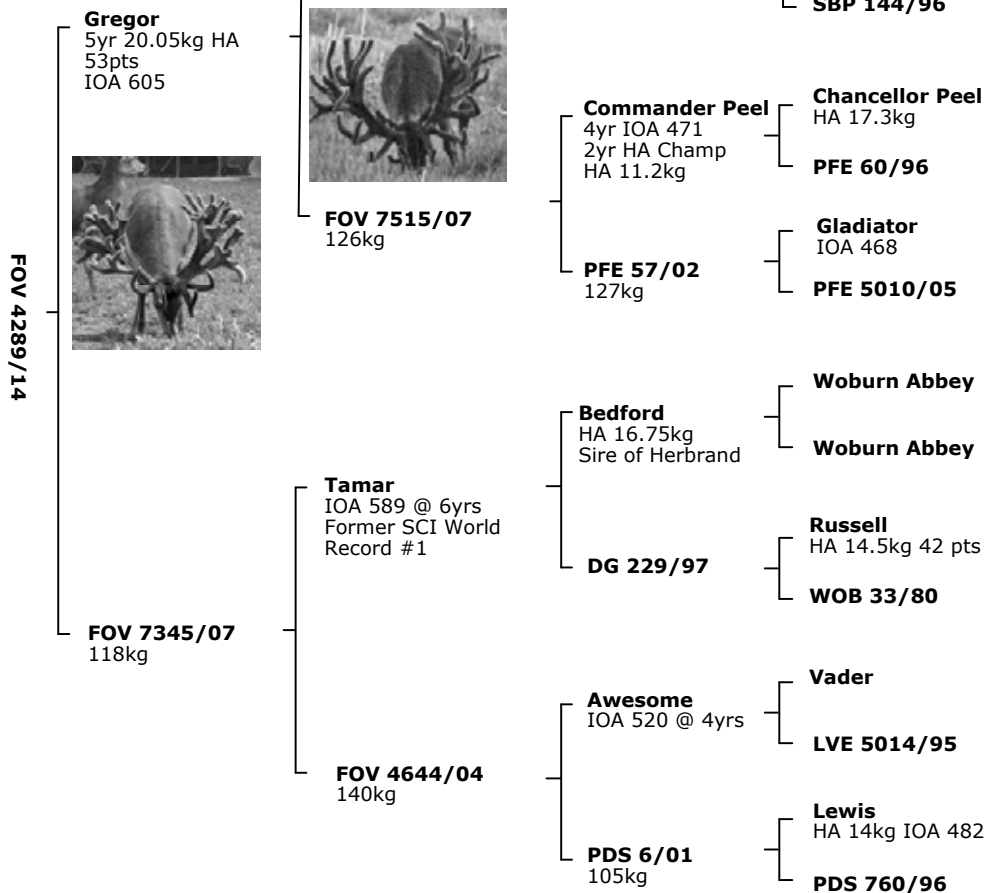 SBP 144/96
Gregor
5yr 20.05kg HA
53pts
IOA 605
Commander Peel
4yr IOA 471
2yr HA Champ
HA 11.2kg
Chancellor Peel
HA 17.3kg
PFE 60/96
FOV 7515/07
126kg
PFE 57/02
127kg
Gladiator
IOA 468
PFE 5010/05
FOV 4289/14
Tamar
IOA 589 @ 6yrs
Former SCI World
Record #1
Bedford
HA 16.75kg
Sire of Herbrand
Woburn Abbey
Woburn Abbey
DG 229/97
Russell
HA 14.5kg 42 pts
WOB 33/80
FOV 7345/07
118kg
FOV 4644/04
140kg
Awesome
IOA 520 @ 4yrs
Vader
LVE 5014/95
PDS 6/01
105kg
Lewis
HA 14kg IOA 482
PDS 760/96